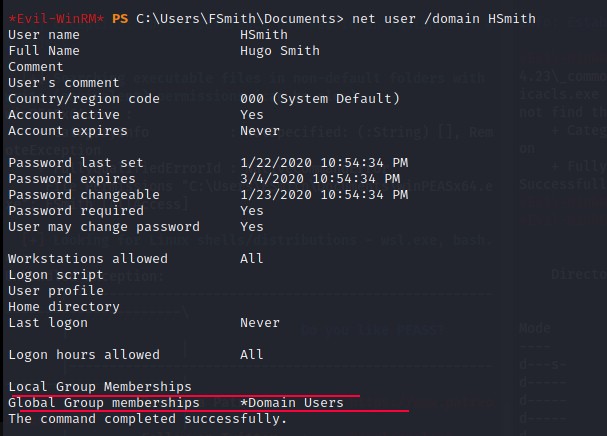 *Evil-WinRM* PS C:\Users\FSmith\Documents> net user /domain HSmith
User name HSmith
Full Name Hugo Smith
Comment
User's comment
Country/region code 000 (System Default)
Account active Yes
Account expires Never
Password last set 1/22/2020 10:54:34 PM
Password expires 3/4/2020 10:54:34 PM
Password changeable 1/23/2020 10:54:34 PM
Password required Yes
User may change password Yes
Workstations allowed All
Logon script
User profile
Home directory
Last logon Never
Logon hours allowed All
Local Group Memberships
Global Group memberships *Domain Users
The command completed successfully.